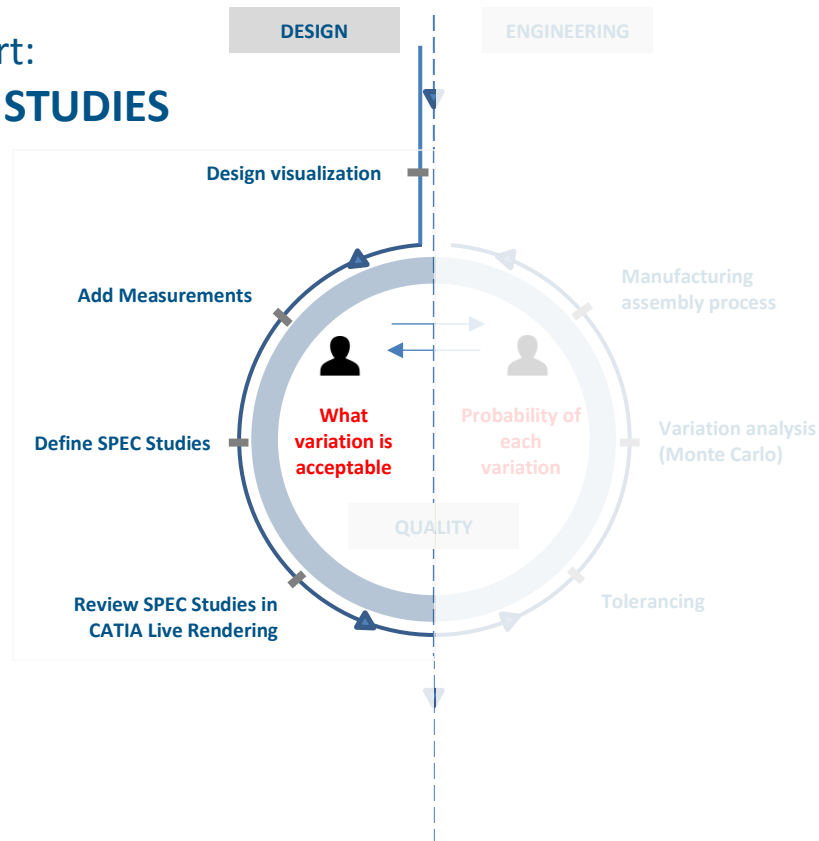 DESIGN
ENGINEERING
rt:
STUDIES
Design visualization
Add Measurements
Manufacturing
assembly process
What
variation is
acceptable
Probability of
each
variation
Define SPEC Studies
Variation analysis
(Monte Carlo)
QUALITY
Review SPEC Studies in
CATIA Live Rendering
Tolerancing